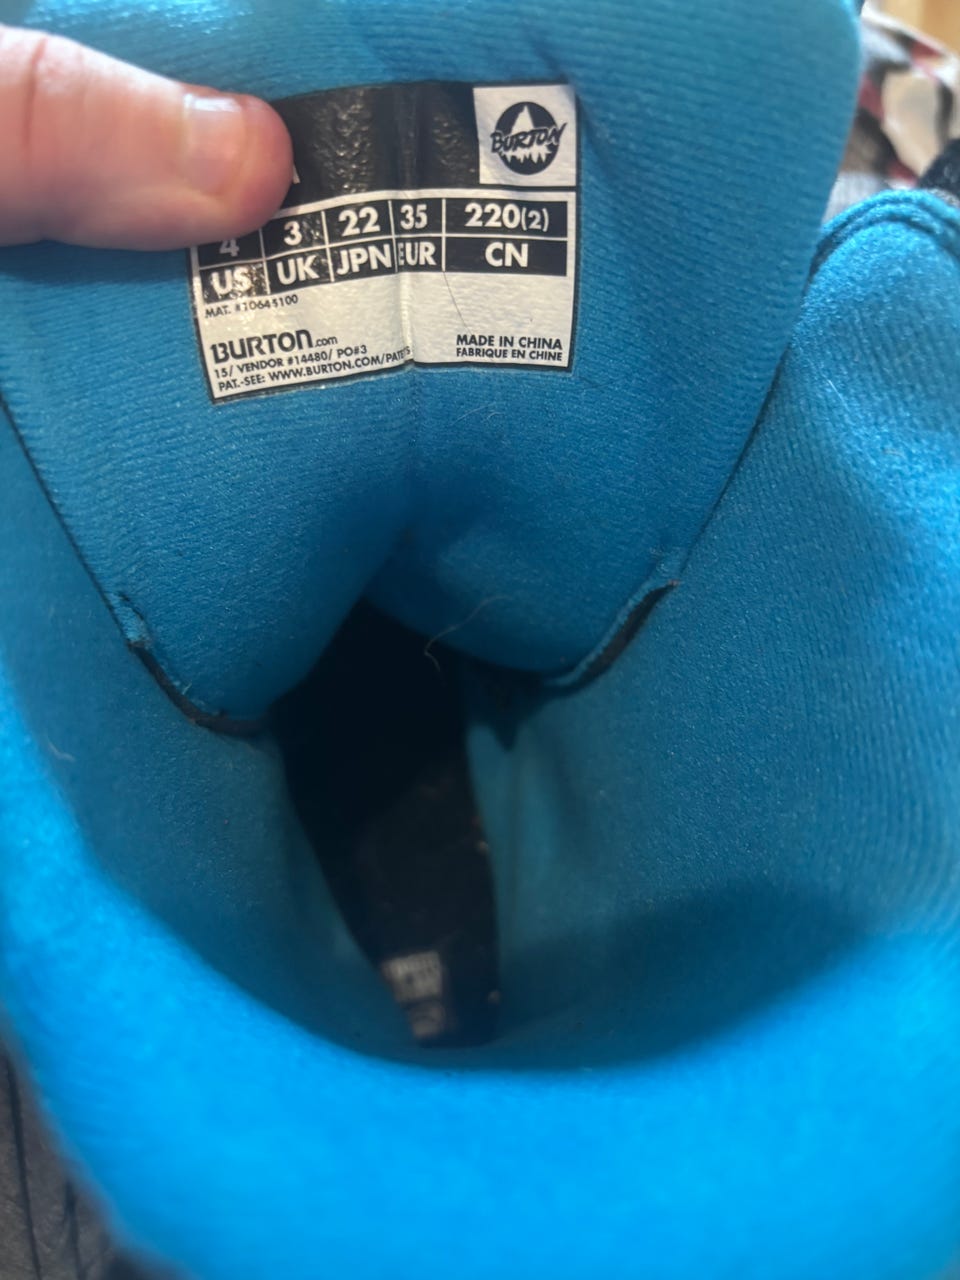 BURTON
4 3 22 35 220(2)
US UK JPN EUR CN
MAT. #10645100
BURTON.com
15/ VENDOR #14480/ PO#3
PAT.-SEE: WWW.BURTON.COM/PATENTS
MADE IN CHINA
FABRIQUE EN CHINE